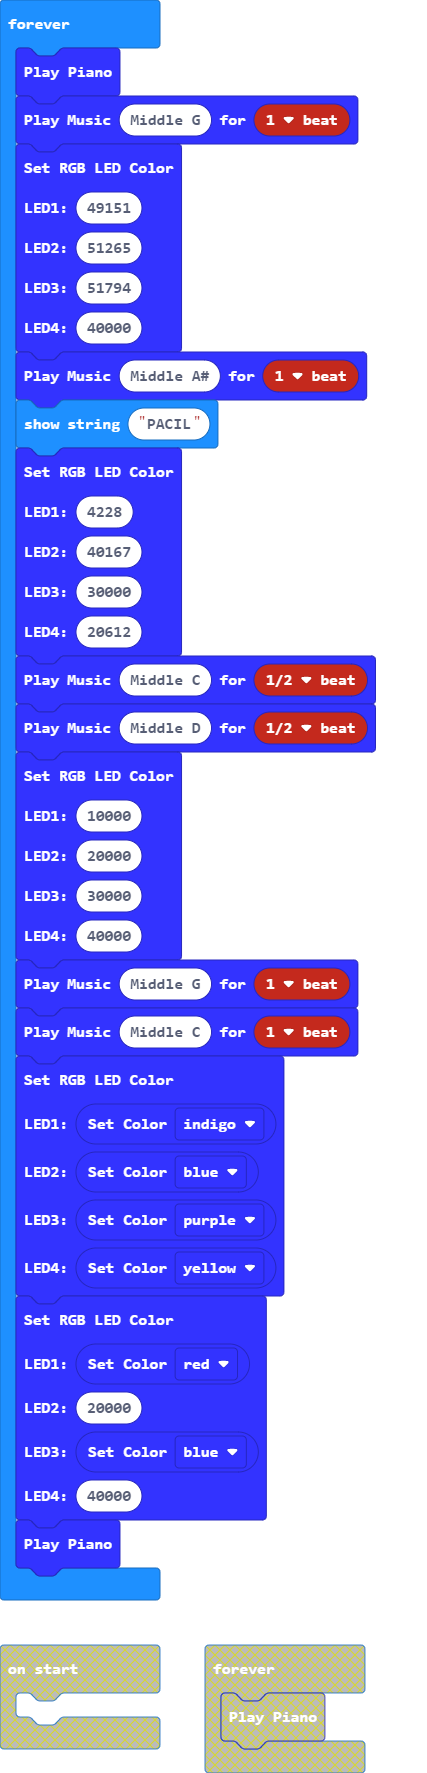 forever
Play Piano
Play Music Middle G for 1 beat
Set RGB LED Color
LED1: 49151
LED2: 51265
LED3: 51794
LED4: 40000
Play Music Middle A# for 1 beat
show string "PACIL"
Set RGB LED Color
LED1: 4228
LED2: 40167
LED3: 30000
LED4: 20612
Play Music Middle C for 1/2 beat
Play Music Middle D for 1/2 beat
Set RGB LED Color
LED1: 10000
LED2: 20000
LED3: 30000
LED4: 40000
Play Music Middle G for 1 beat
Play Music Middle C for 1 beat
Set RGB LED Color
LED1: Set Color indigo
LED2: Set Color blue
LED3: Set Color purple
LED4: Set Color yellow
Set RGB LED Color
LED1: Set Color red
LED2: 20000
LED3: Set Color blue
LED4: 40000
Play Piano
on start
forever
Play Piano